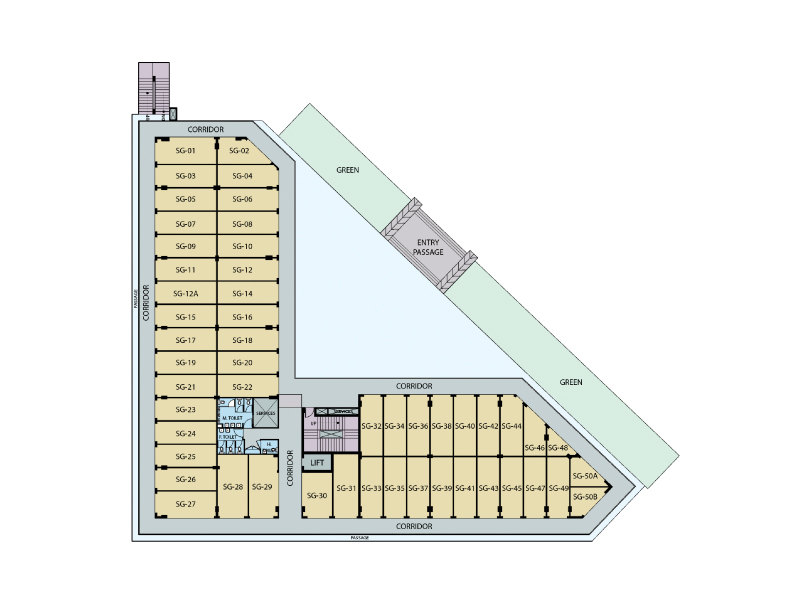 UP
DN
CORRIDOR
SG-01
SG-02
SG-03
SG-04
SG-05
SG-06
SG-07
SG-08
SG-09
SG-10
SG-11
SG-12
SG-12A
SG-14
SG-15
SG-16
SG-17
SG-18
SG-19
SG-20
SG-21
SG-22
SG-23
SG-24
SG-25
SG-26
SG-27
PASSAGE
CORRIDOR
GREEN
ENTRY
PASSAGE
GREEN
M. TOILET
SERVICES
F. TOILET
SG-28
SG-29
CORRIDOR
CORRIDOR
SERVICES
UP
LIFT
SG-30
SG-31
SG-32
SG-34
SG-36
SG-38
SG-40
SG-42
SG-44
SG-46
SG-48
SG-33
SG-35
SG-37
SG-39
SG-41
SG-43
SG-45
SG-47
SG-49
SG-50A
SG-50B
CORRIDOR
PASSAGE